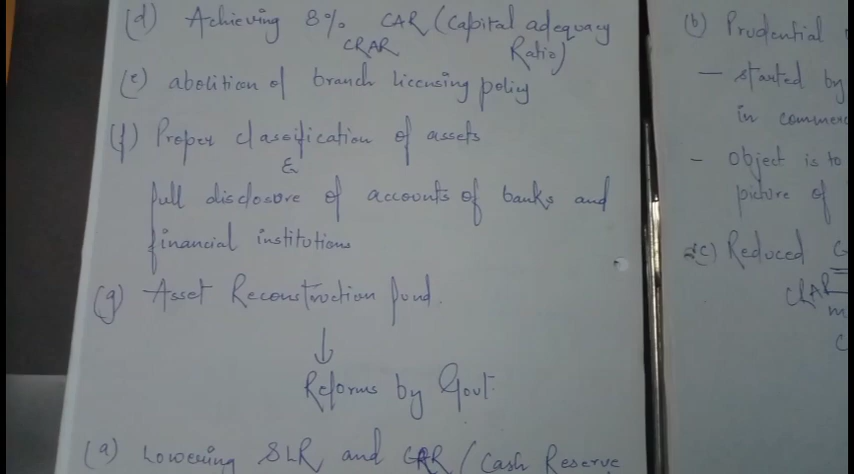 (d) Achieving 8% CAR (Capital adequacy
CRAR Ratio)
(e) abolition of branch licensing policy
(f) Proper classification of assets
&
full disclosure of accounts of banks and
financial institutions
(g) Asset Reconstruction fund.
↓
Reforms by Govt.
(a) Lowering SLR and CRR (Cash Reserve
(b) Prudential
- started by
in commerc
- Object is to
picture of
(c) Reduced
CRAR